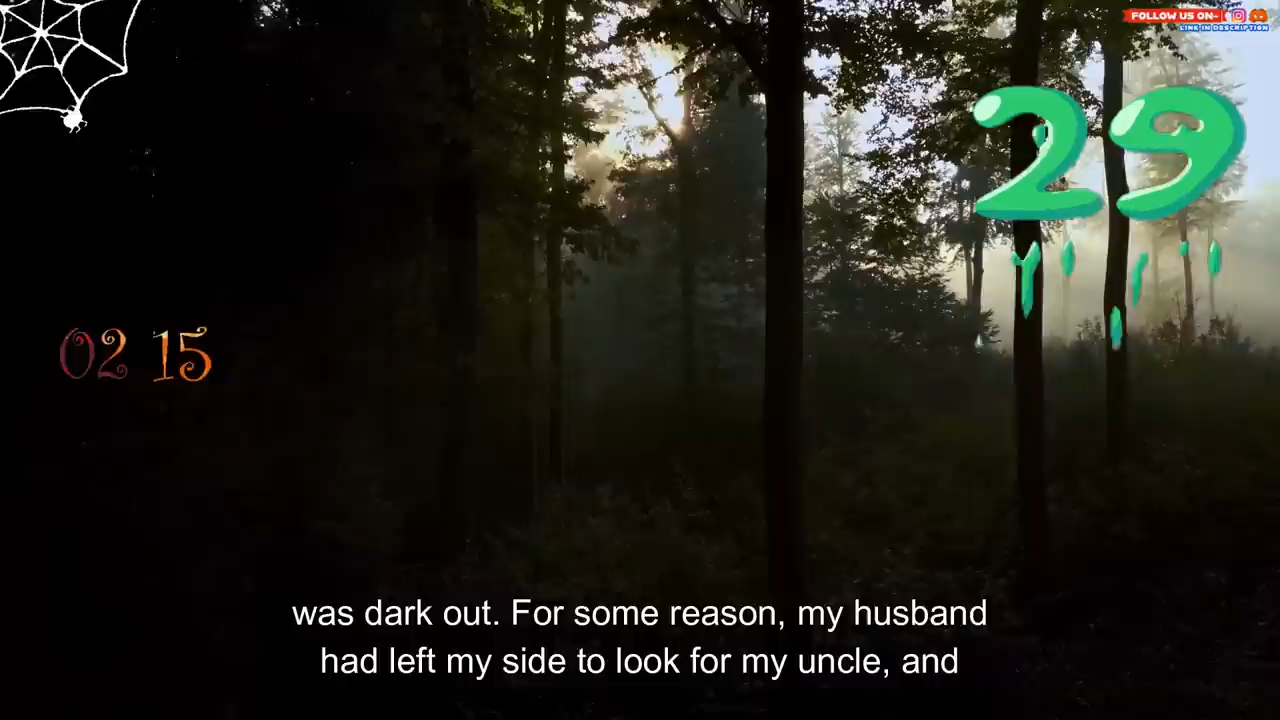 FOLLOW US ON-
LINK IN DESCRIPTION
29
02 15
was dark out. For some reason, my husband
had left my side to look for my uncle, and